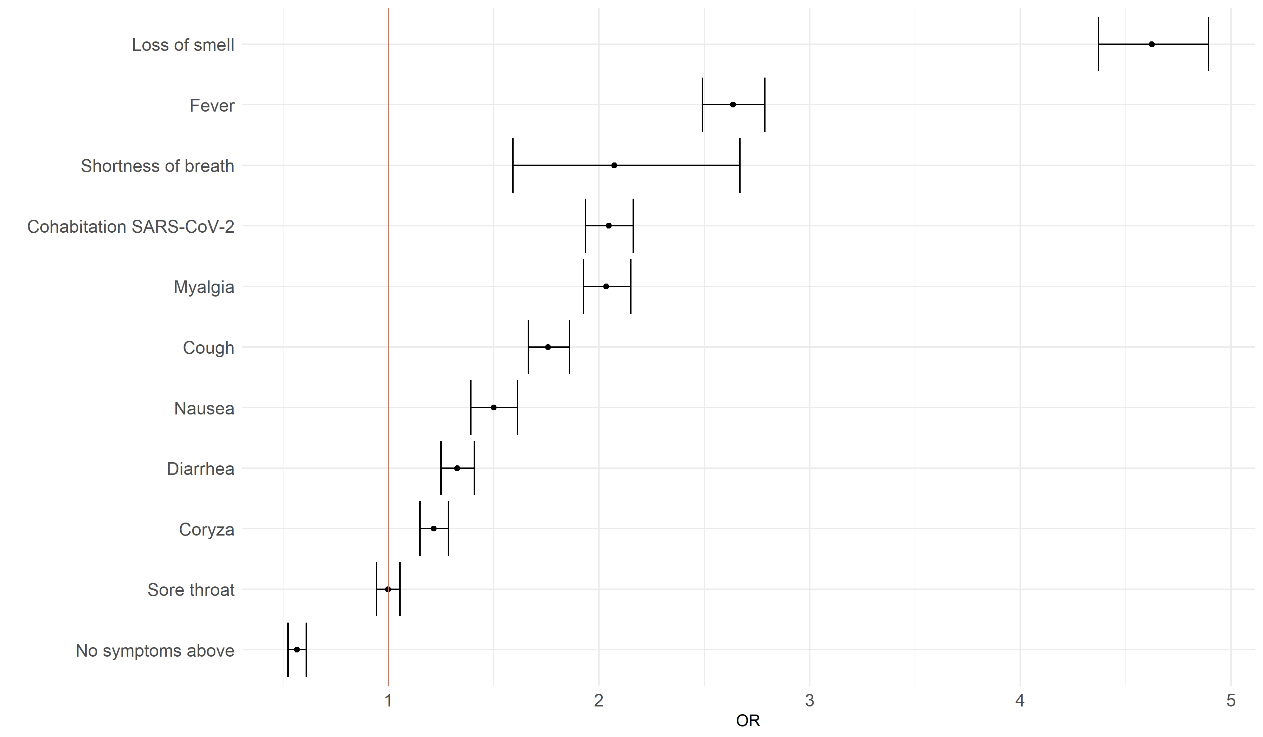 Loss of smell
Fever
Shortness of breath
Cohabitation SARS-CoV-2
Myalgia
Cough
Nausea
Diarrhea
Coryza
Sore throat
No symptoms above
1 2 3 4 5
OR